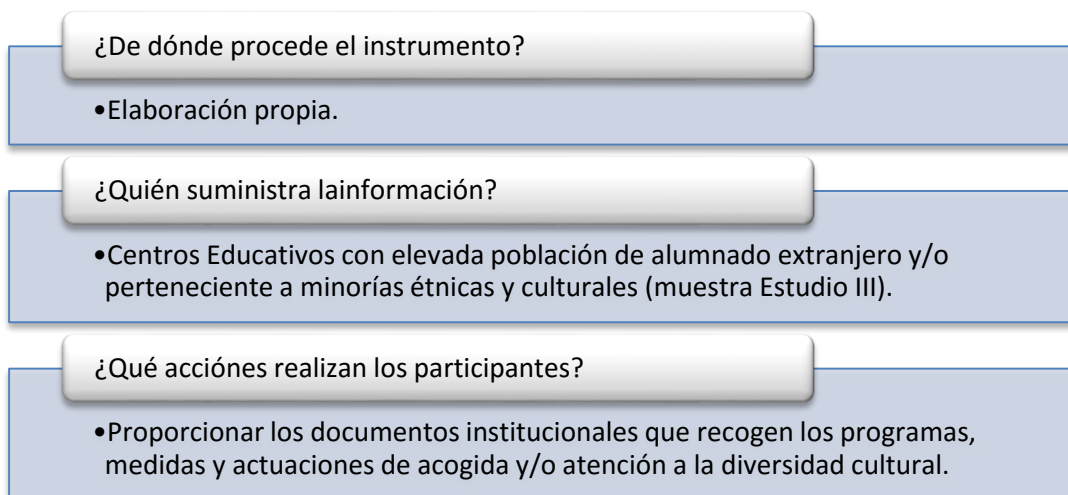 ¿De dónde procede el instrumento?
•Elaboración propia.
¿Quién suministra lainformación?
•Centros Educativos con elevada población de alumnado extranjero y/o
perteneciente a minorías étnicas y culturales (muestra Estudio III).
¿Qué acciónes realizan los participantes?
•Proporcionar los documentos institucionales que recogen los programas,
medidas y actuaciones de acogida y/o atención a la diversidad cultural.